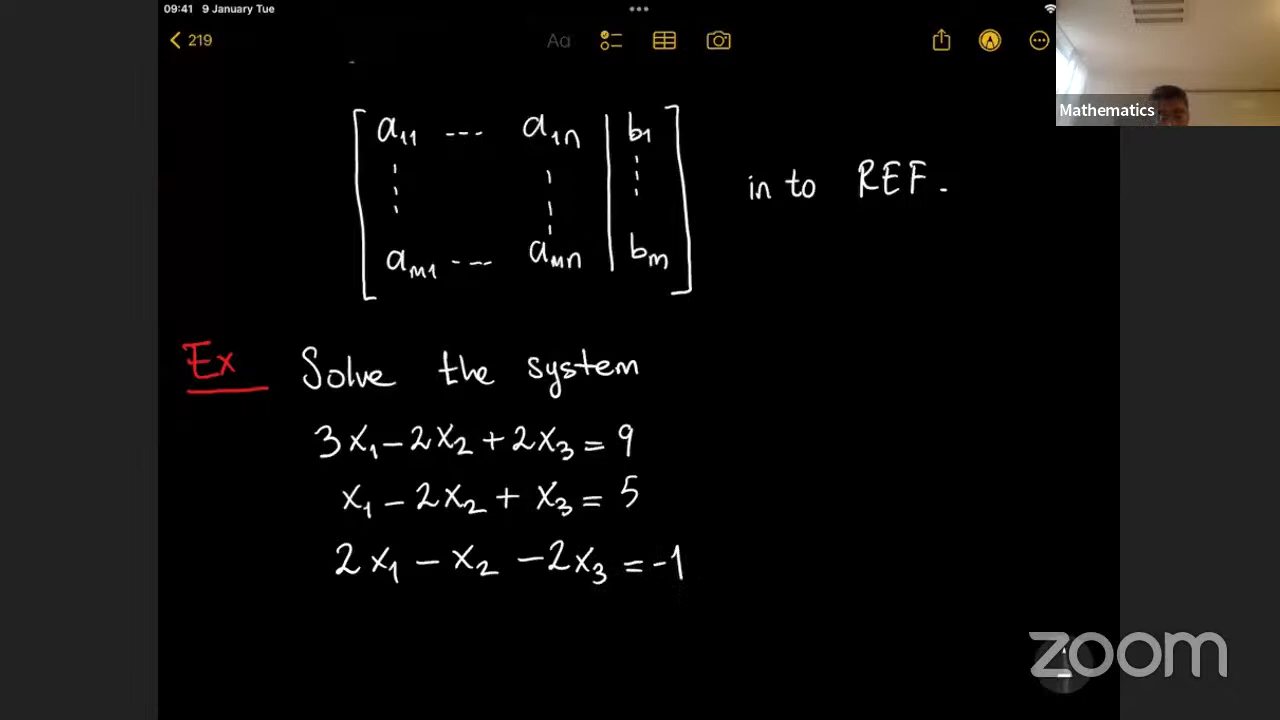 09:41 9 January Tue
219
Aa
Mathematics
a11 --- a1n | b1
am1 --- amn | bm
in to REF.
Ex Solve the system
3x1 - 2x2 + 2x3 = 9
x1 - 2x2 + x3 = 5
2x1 - x2 - 2x3 = -1
zoom